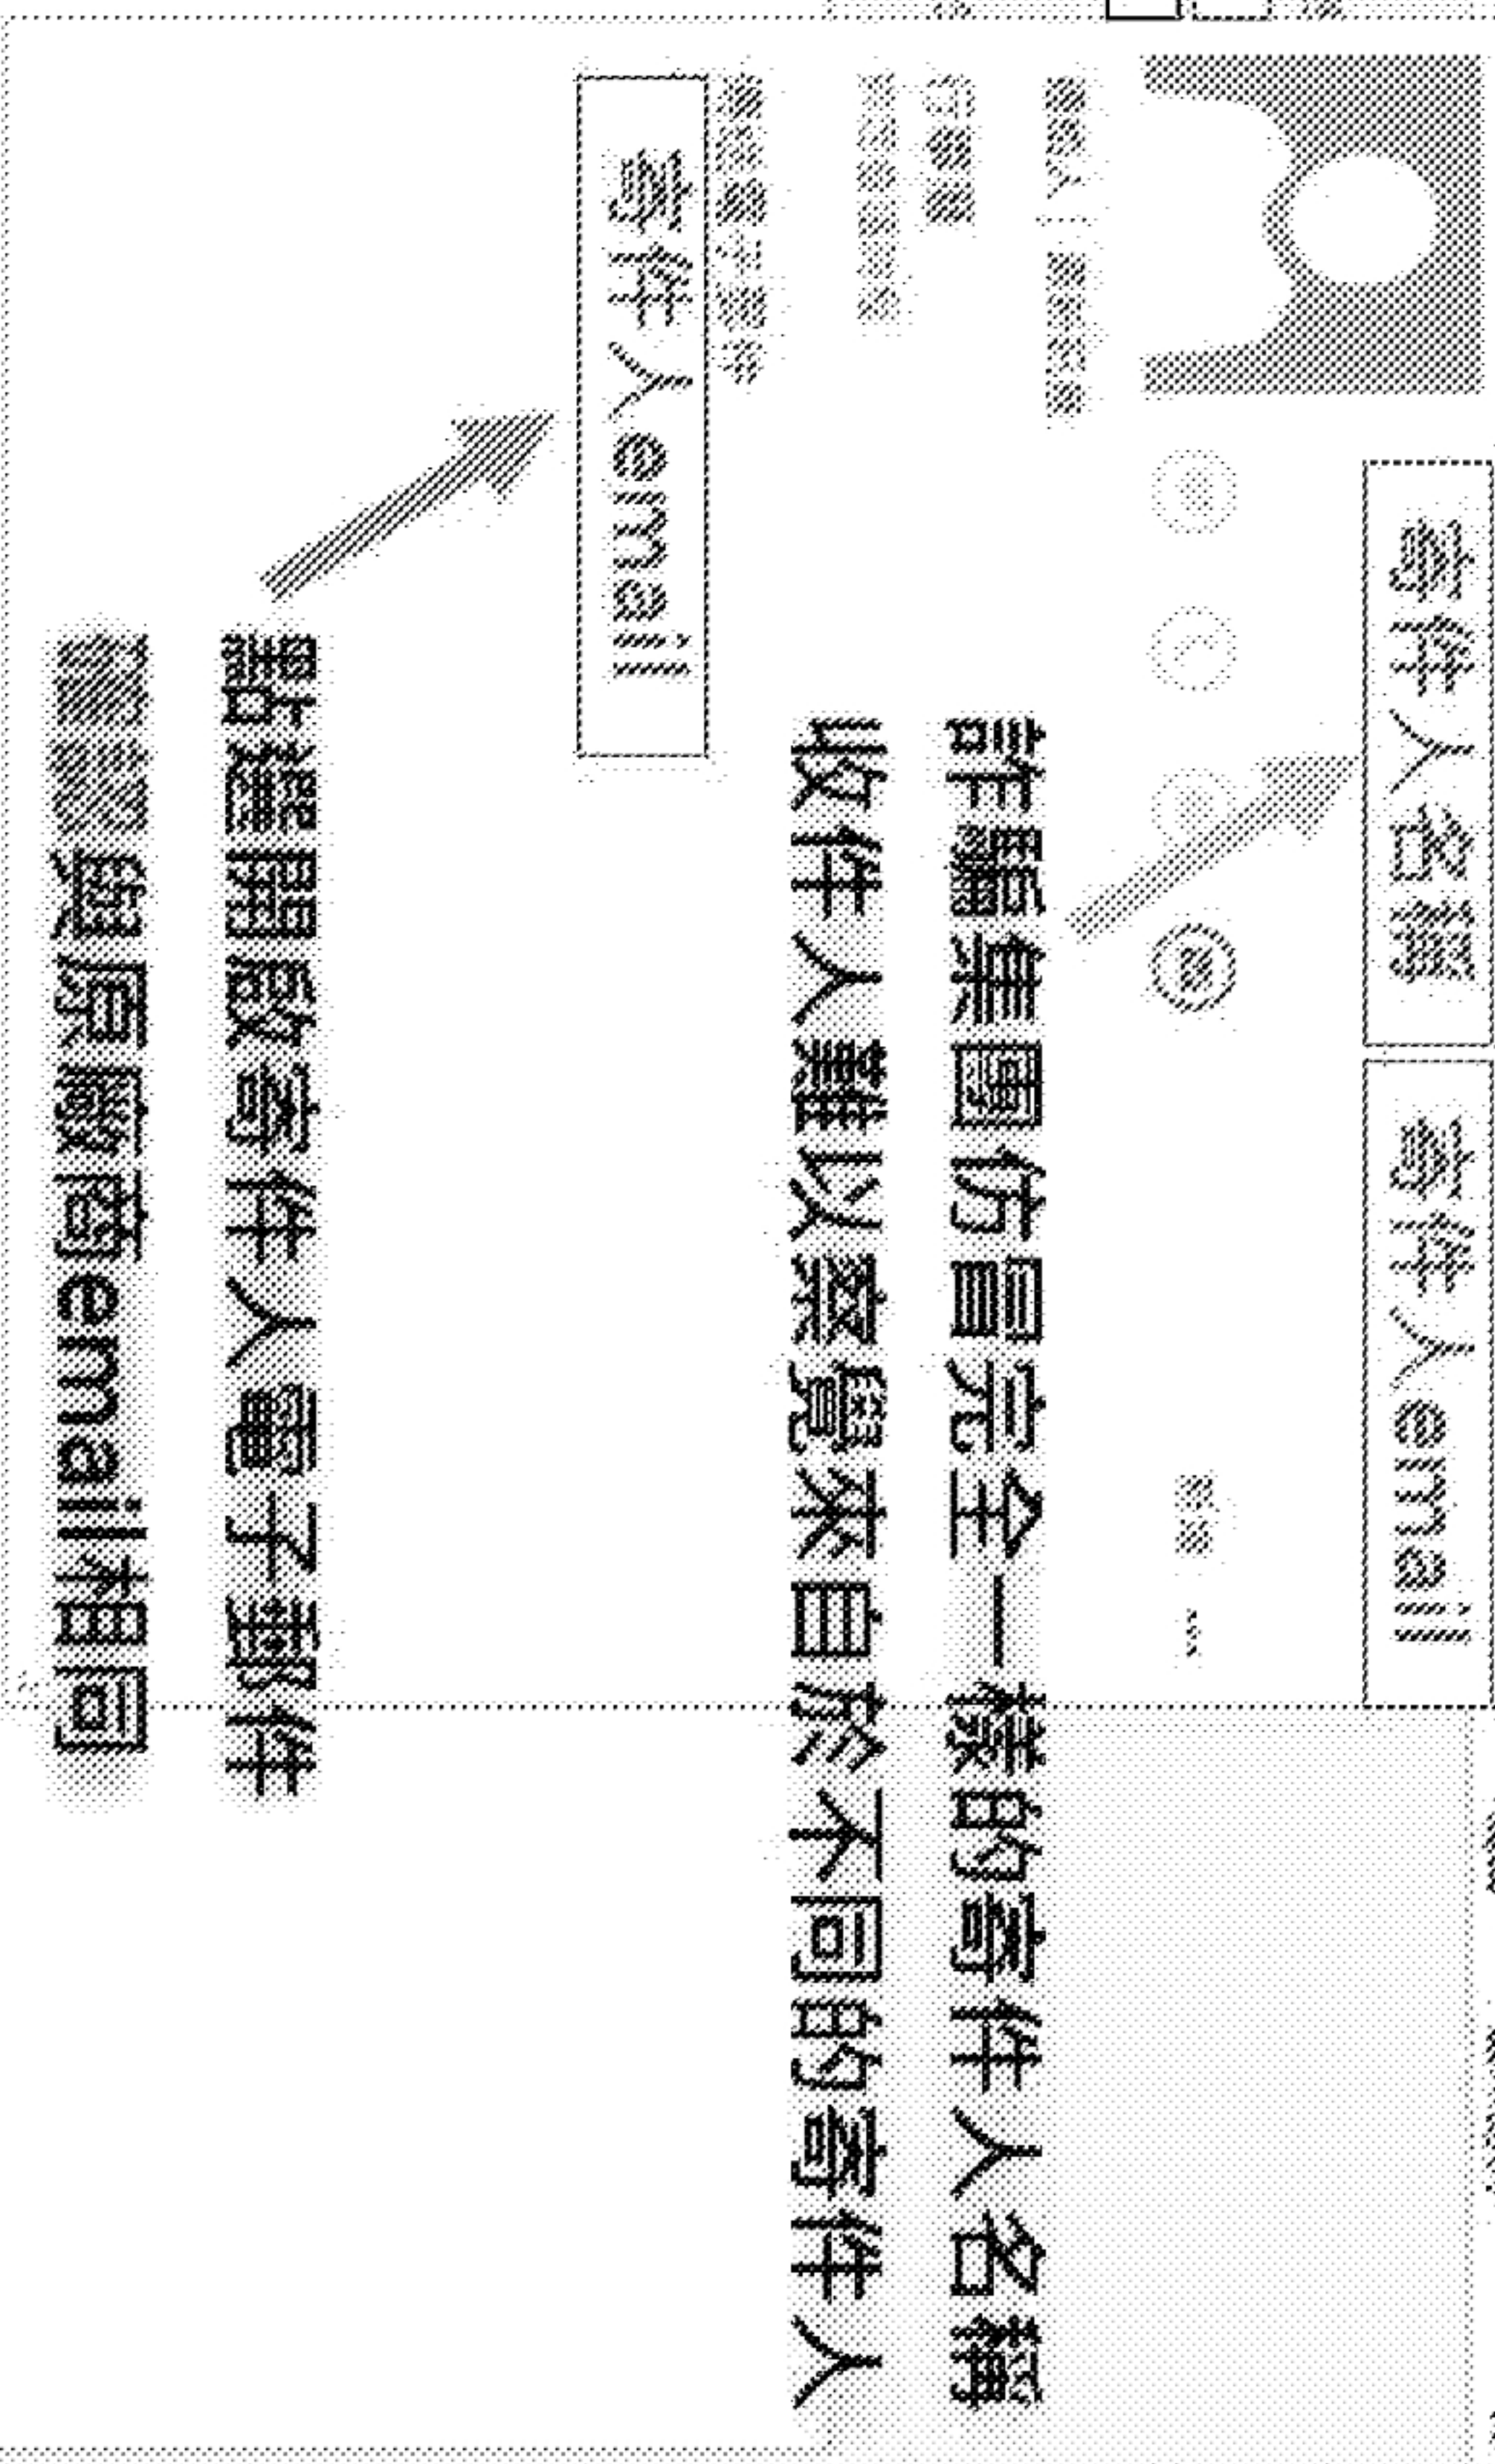 寄件人名稱 寄件人email
詐騙集團仿冒完全一樣的寄件人名稱
收件人難以察覺來自於不同的寄件人
寄件人email
點選開啟寄件人電子郵件
與原廠商email相同